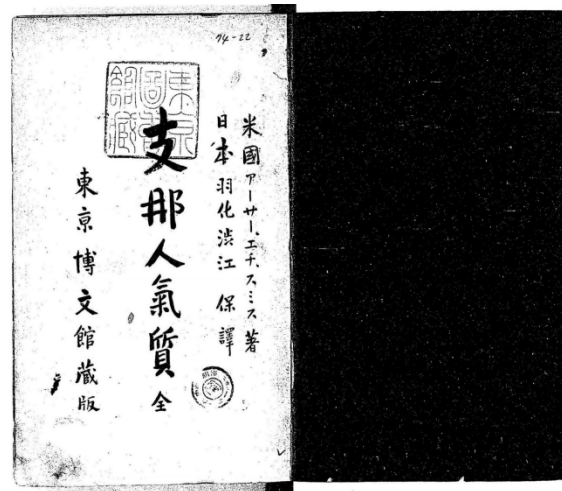 74-22
米國アーサー、エチ、スミス著
日本羽化渋江保譯
支那人氣質 全
東京博文館蔵版